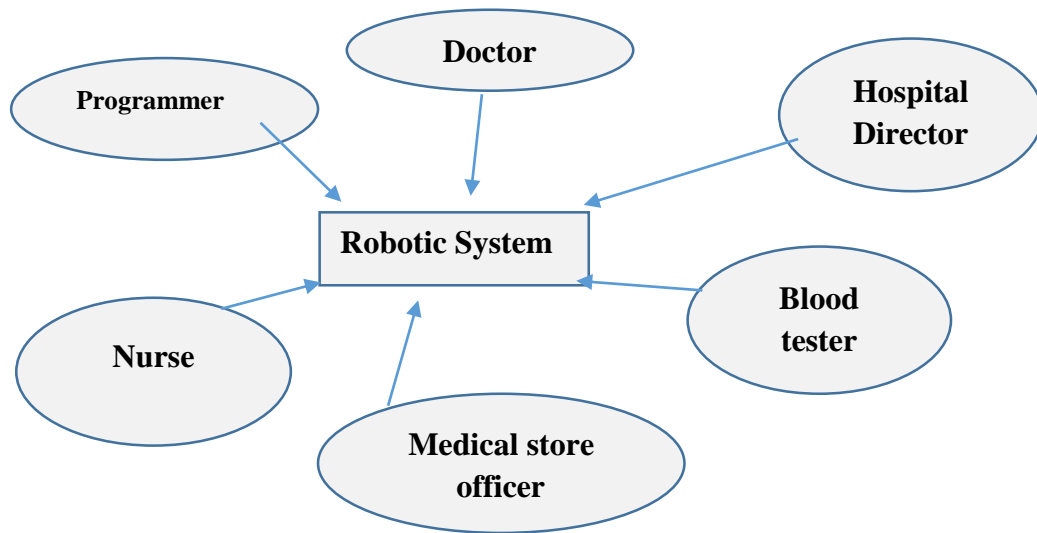 Doctor
Programmer
Hospital
Director
Robotic System
Blood
tester
Nurse
Medical store
officer